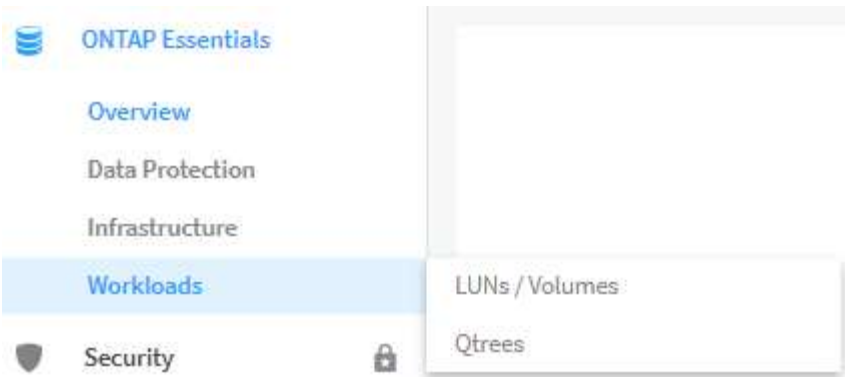 ONTAP Essentials
Overview
Data Protection
Infrastructure
Workloads
LUNs / Volumes
Qtrees
Security